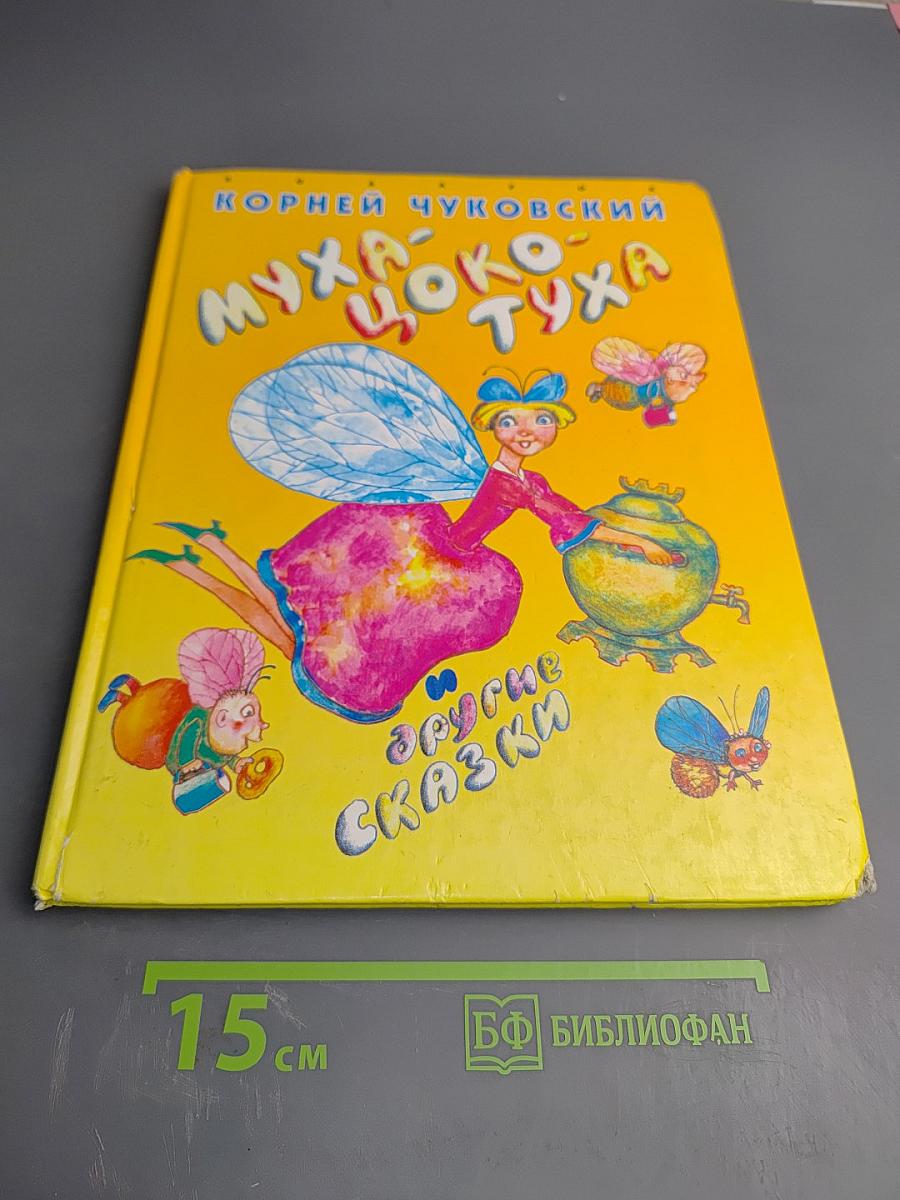 КОРНЕЙ ЧУКОВСКИЙ
МУХА-
ЦОКО-
ТУХА
и
другие
СКАЗКИ
15 см
БФ БИБЛИОФАН